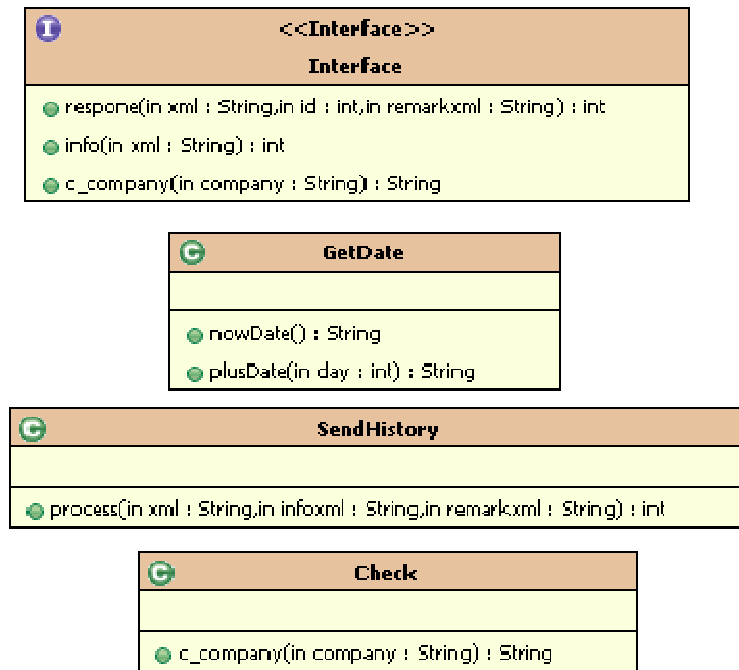 I
<<Interface>>
Interface
respone(in xml : String,in id : int,in remarkxml : String) : int
info(in xml : String) : int
c_company(in company : String) : String
C
GetDate
nowDate() : String
plusDate(in day : int) : String
C
SendHistory
process(in xml : String,in infoxml : String,in remarkxml : String) : int
C
Check
c_company(in company : String) : String